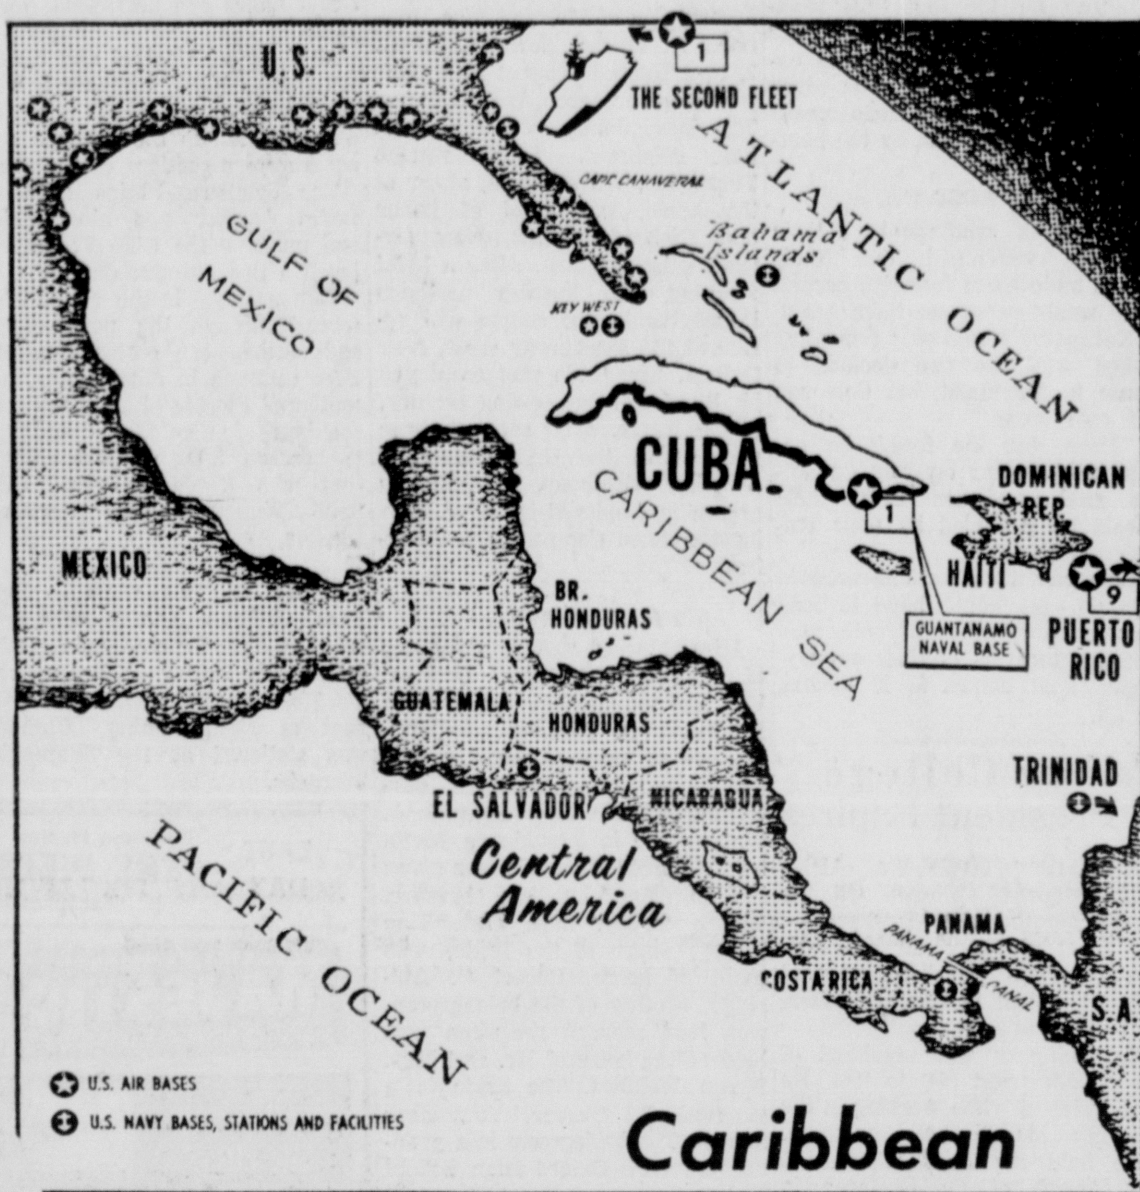 U.S.
1
THE SECOND FLEET
ATLANTIC OCEAN
CAPE CANAVERAL
Bahama
Islands
GULF OF
MEXICO
KEY WEST
CUBA
CARIBBEAN SEA
1
DOMINICAN
REP.
HAITI
9
PUERTO
RICO
GUANTANAMO
NAVAL BASE
MEXICO
BR.
HONDURAS
GUATEMALA
HONDURAS
EL SALVADOR
NICARAGUA
TRINIDAD
Central
America
PACIFIC OCEAN
PANAMA
PANAMA CANAL
COSTA RICA
S.A.
U.S. AIR BASES
U.S. NAVY BASES, STATIONS AND FACILITIES
Caribbean